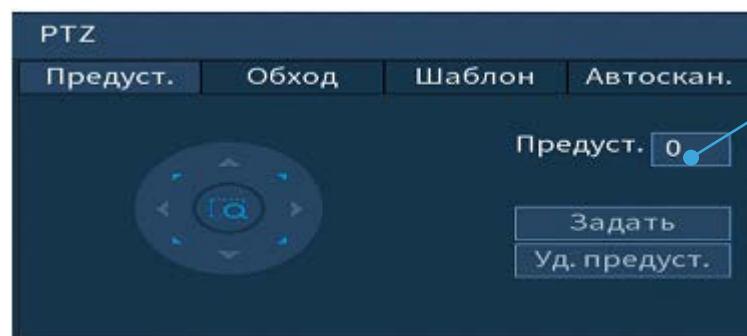 PTZ
Предуст. Обход Шаблон Автоскан.
Предуст. 0
Задать
Уд. предуст.